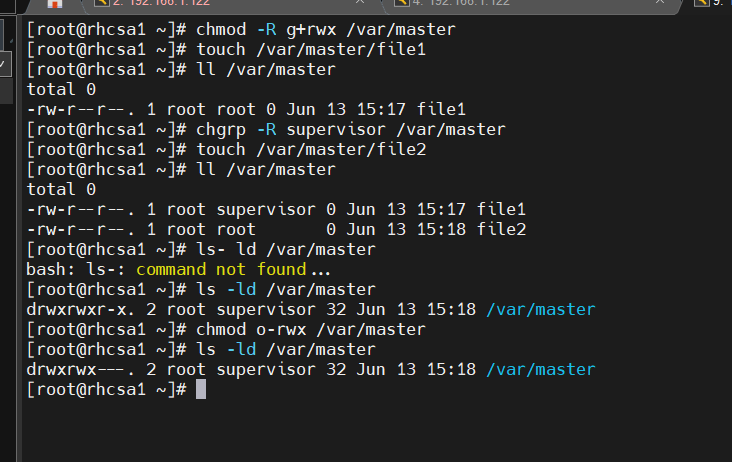 2. 192.168.1.122
4. 192.168.1.122
9.
[root@rhcsa1 ~]# chmod -R g+rwx /var/master
[root@rhcsa1 ~]# touch /var/master/file1
[root@rhcsa1 ~]# ll /var/master
total 0
-rw-r--r--. 1 root root 0 Jun 13 15:17 file1
[root@rhcsa1 ~]# chgrp -R supervisor /var/master
[root@rhcsa1 ~]# touch /var/master/file2
[root@rhcsa1 ~]# ll /var/master
total 0
-rw-r--r--. 1 root supervisor 0 Jun 13 15:17 file1
-rw-r--r--. 1 root root       0 Jun 13 15:18 file2
[root@rhcsa1 ~]# ls- ld /var/master
bash: ls-: command not found...
[root@rhcsa1 ~]# ls -ld /var/master
drwxrwxr-x. 2 root supervisor 32 Jun 13 15:18 /var/master
[root@rhcsa1 ~]# chmod o-rwx /var/master
[root@rhcsa1 ~]# ls -ld /var/master
drwxrwx---. 2 root supervisor 32 Jun 13 15:18 /var/master
[root@rhcsa1 ~]#